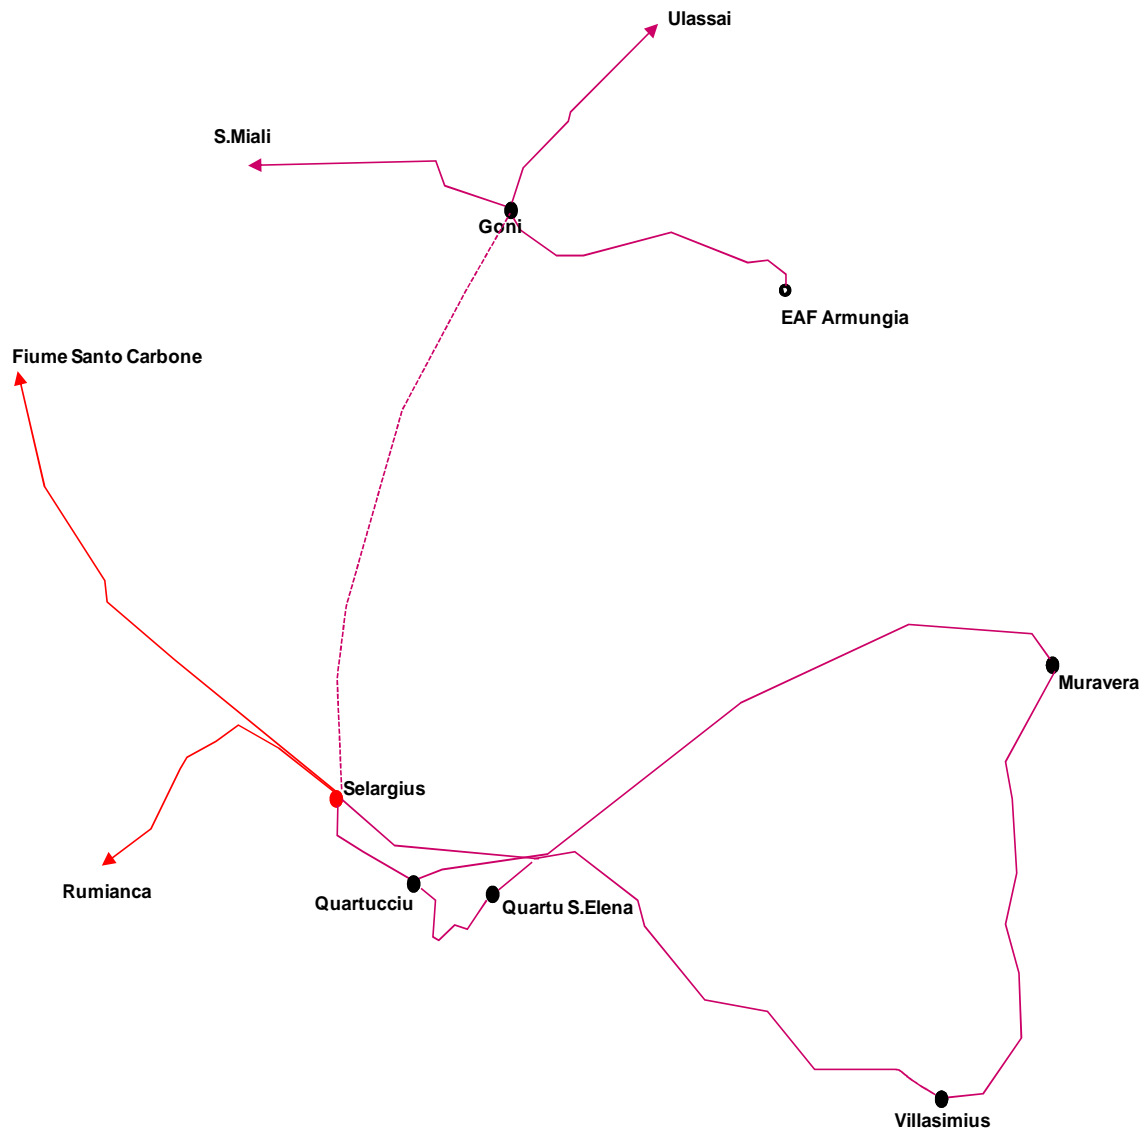 Ulassai
S.Miali
Goni
EAF Armungia
Fiume Santo Carbone
Muravera
Selargius
Rumianca
Quartucciu
Quartu S.Elena
Villasimius